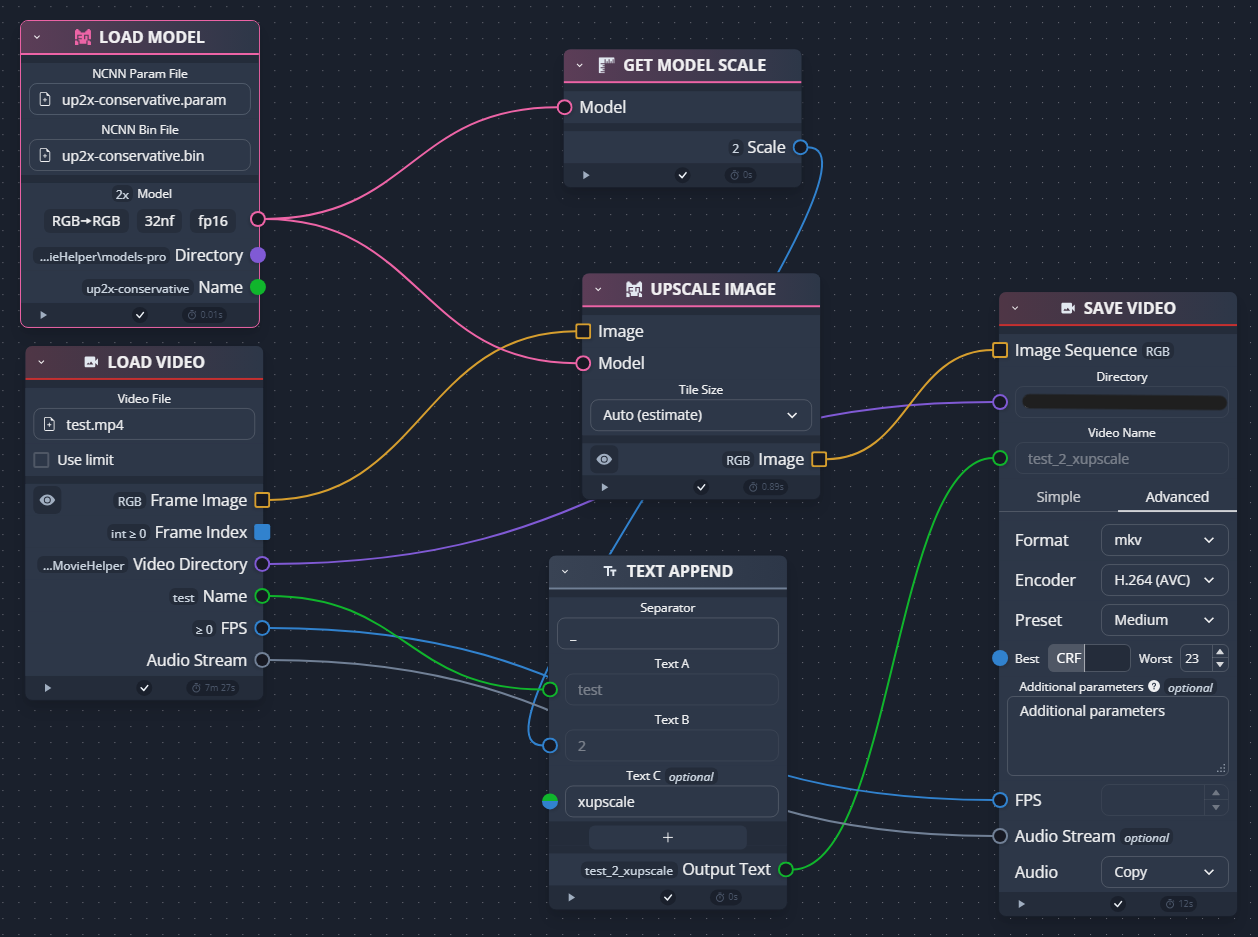 LOAD MODEL
NCNN Param File
up2x-conservative.param
NCNN Bin File
up2x-conservative.bin
2x Model
RGB→RGB 32nf fp16
...ieHelper\models-pro Directory
up2x-conservative Name
0.01s
LOAD VIDEO
Video File
test.mp4
Use limit
RGB Frame Image
int ≥ 0 Frame Index
...MovieHelper Video Directory
test Name
≥ 0 FPS
Audio Stream
7m 27s
GET MODEL SCALE
Model
2 Scale
0s
UPSCALE IMAGE
Image
Model
Tile Size
Auto (estimate)
RGB Image
0.89s
TEXT APPEND
Separator
_
Text A
test
Text B
2
Text C optional
xupscale
+
test_2_xupscale Output Text
0s
SAVE VIDEO
Image Sequence RGB
Directory
Video Name
test_2_xupscale
Simple Advanced
Format mkv
Encoder H.264 (AVC)
Preset Medium
Best CRF Worst 23
Additional parameters ? optional
Additional parameters
FPS
Audio Stream optional
Audio Copy
12s